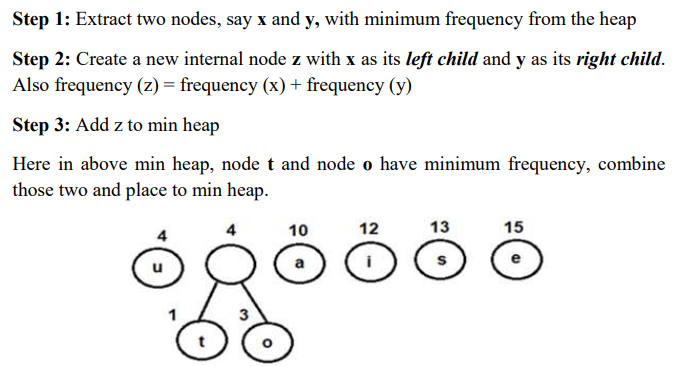 Step 1: Extract two nodes, say x and y, with minimum frequency from the heap
Step 2: Create a new internal node z with x as its left child and y as its right child.
Also frequency (z) = frequency (x) + frequency (y)
Step 3: Add z to min heap
Here in above min heap, node t and node o have minimum frequency, combine
those two and place to min heap.
4 4 10 12 13 15
u a i s e
1 3
t o